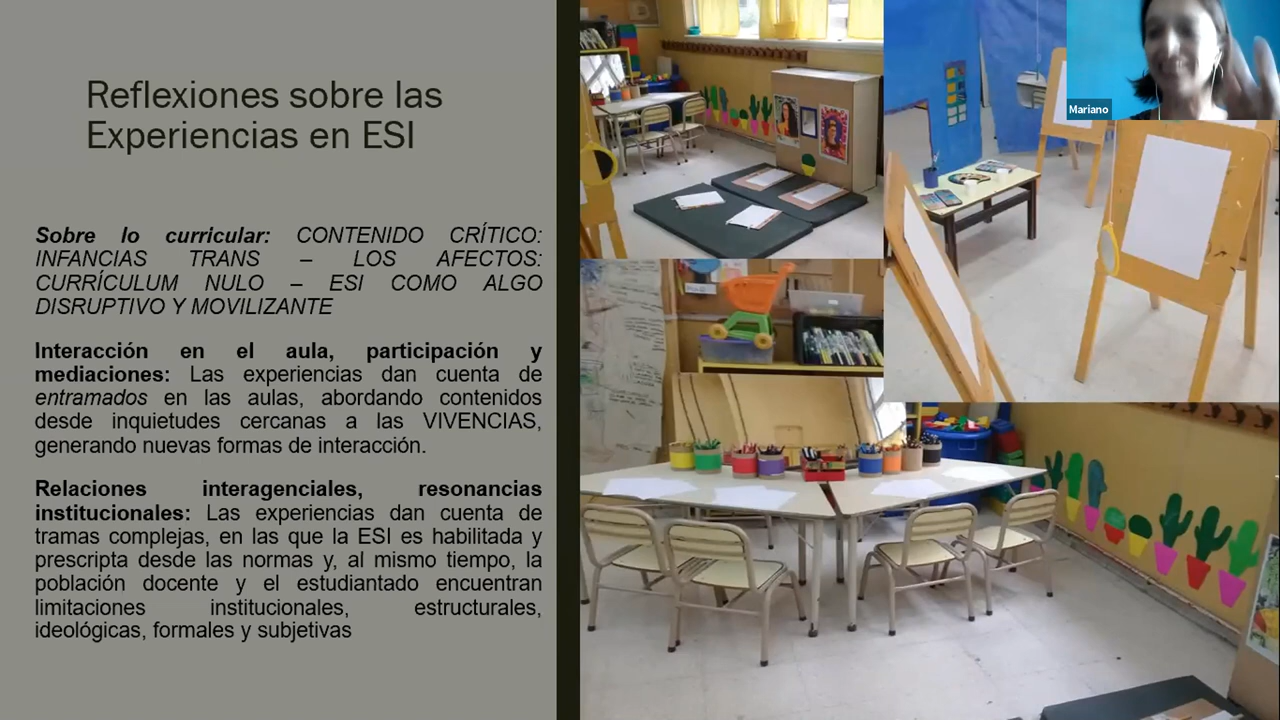 Reflexiones sobre las
Experiencias en ESI
Sobre lo curricular: CONTENIDO CRÍTICO:
INFANCIAS TRANS – LOS AFECTOS:
CURRÍCULUM NULO – ESI COMO ALGO
DISRUPTIVO Y MOVILIZANTE
Interacción en el aula, participación y
mediaciones: Las experiencias dan cuenta de
entramados en las aulas, abordando contenidos
desde inquietudes cercanas a las VIVENCIAS,
generando nuevas formas de interacción.
Relaciones interagenciales, resonancias
institucionales: Las experiencias dan cuenta de
tramas complejas, en las que la ESI es habilitada y
prescripta desde las normas y, al mismo tiempo, la
población docente y el estudiantado encuentran
limitaciones institucionales, estructurales,
ideológicas, formales y subjetivas
Mariano